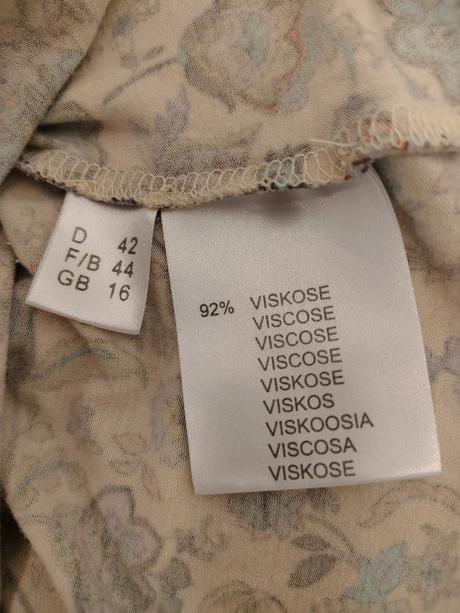 D 42
F/B 44
GB 16
92% VISKOSE
VISCOSE
VISCOSE
VISCOSE
VISKOSE
VISKOS
VISKOOSIA
VISCOSA
VISKOSE